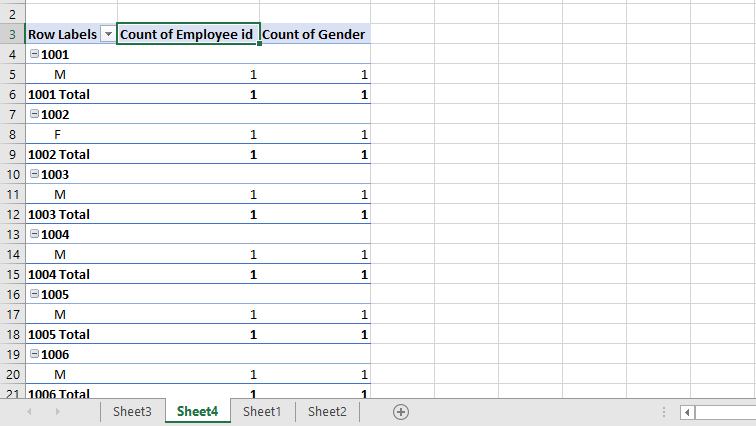 2
3 Row Labels Count of Employee id Count of Gender
4 1001
5 M 1 1
6 1001 Total 1 1
7 1002
8 F 1 1
9 1002 Total 1 1
10 1003
11 M 1 1
12 1003 Total 1 1
13 1004
14 M 1 1
15 1004 Total 1 1
16 1005
17 M 1 1
18 1005 Total 1 1
19 1006
20 M 1 1
21 1006 Total 1 1
Sheet3 Sheet4 Sheet1 Sheet2